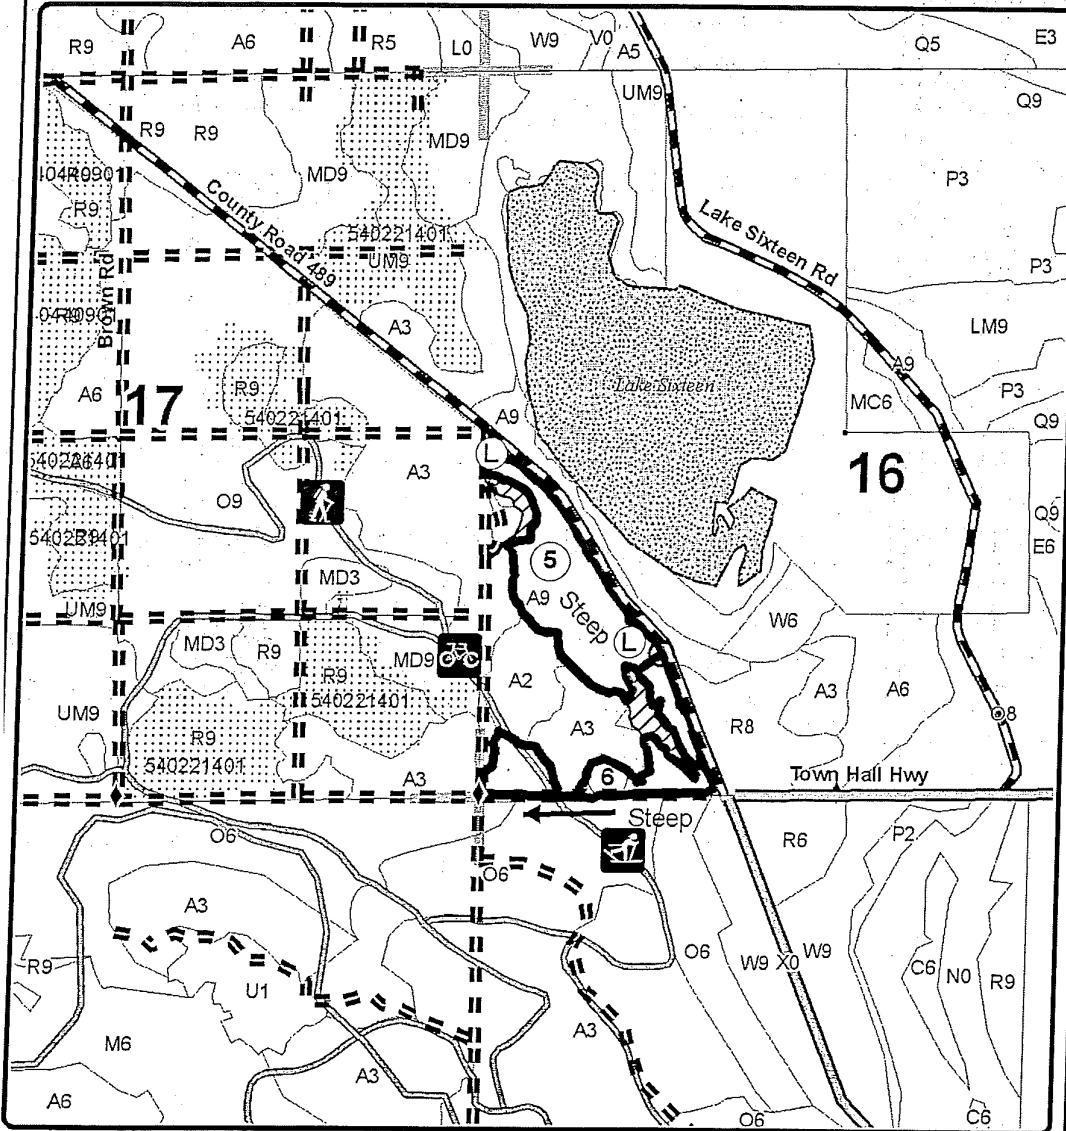 R9 A6 R5 L0 W9 V0 A5 Q5 E3
UM9 Q9
R9 R9 MD9 MD9
P3
R9
County Road 489
Lake Sixteen Rd
540221401
UM9
P3
Brown Rd
A3
LM9
Lake Sixteen
A9
A6
R9
P3
MC6
17
540221401
A9
Q9
L
A3
16
O9
Q9
5
E6
MD3
A9
Steep
UM9
W6
MD3 R9 MD9
L
R9
A2
A3 A6
540221401
UM9
R9
A3
R8
8
540221401
A3
6
Town Hall Hwy
Steep
O6
R6 P2
O6
A3
R9
U1
O6
W9 X0 W9
C6 N0 R9
M6
A3
A3
A6
O6
C6